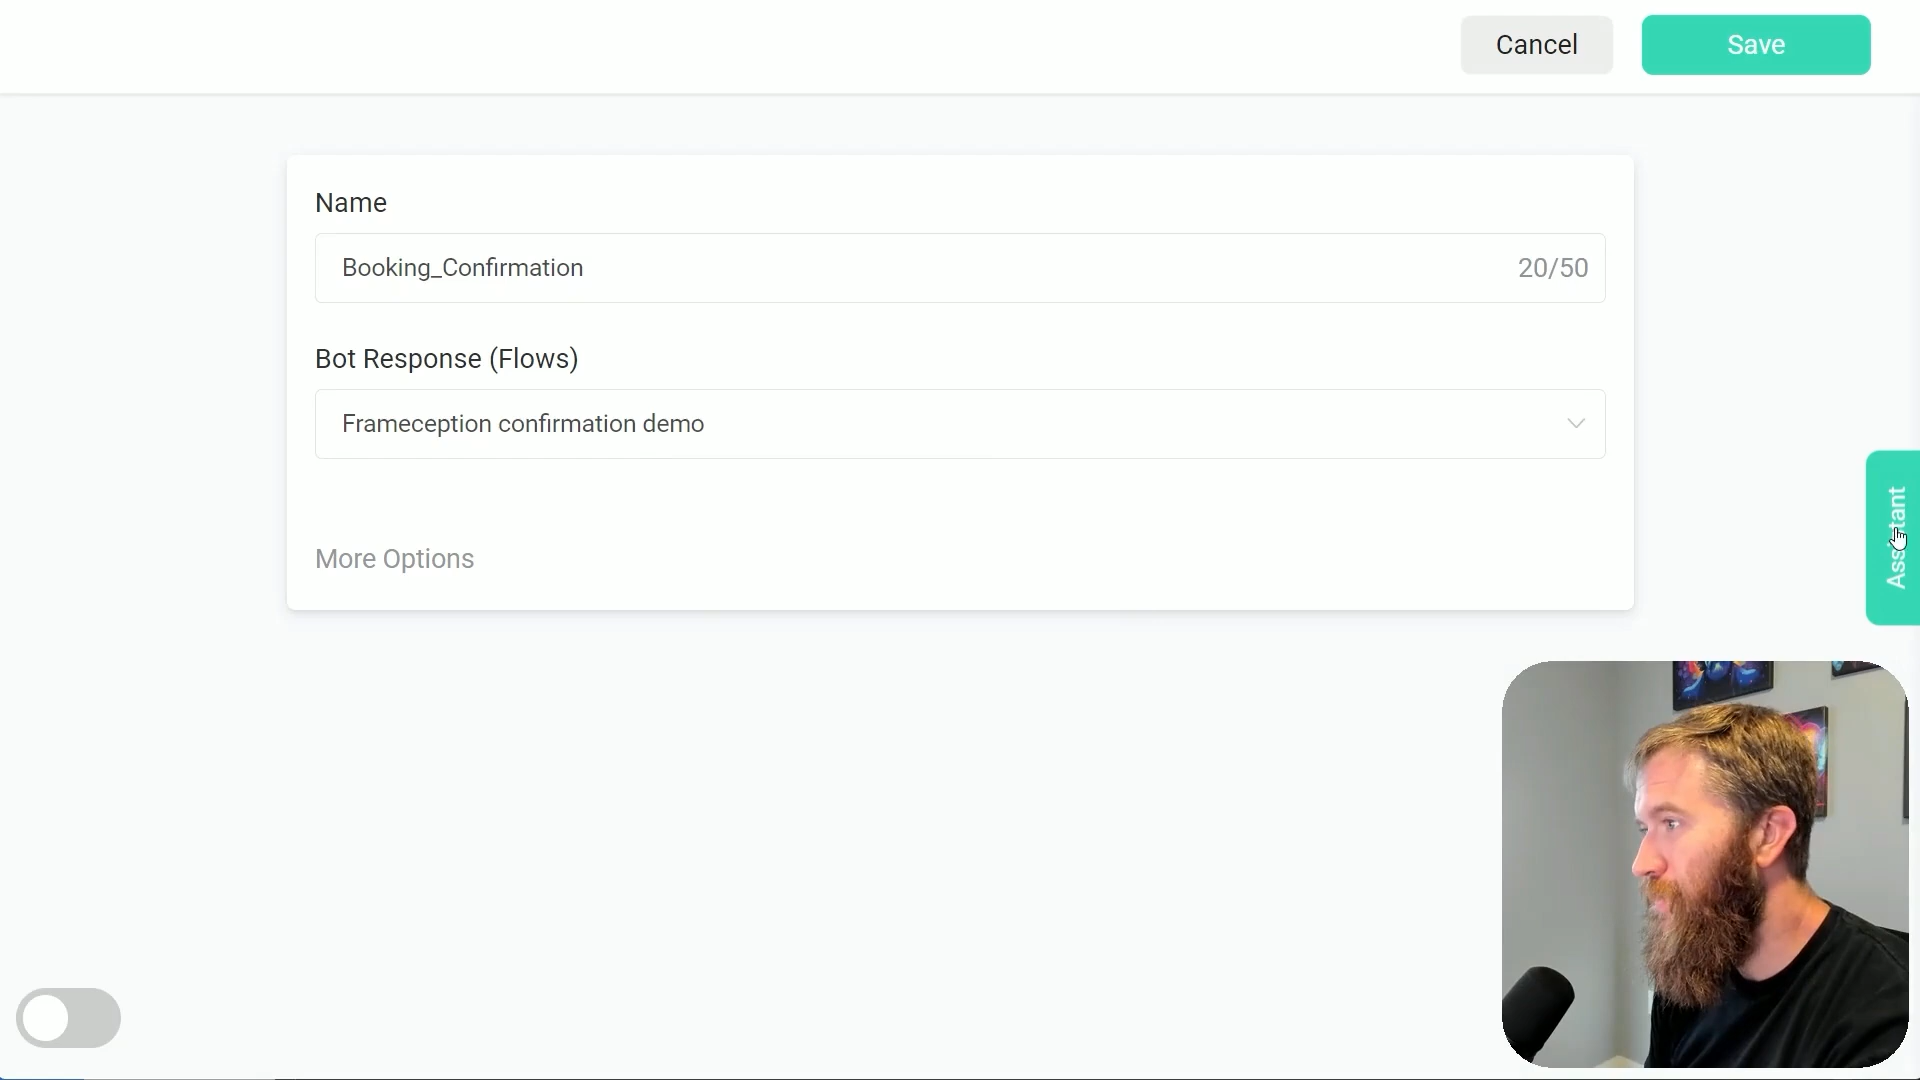 Cancel
Save
Name
Booking_Confirmation
20/50
Bot Response (Flows)
Frameception confirmation demo
More Options
Assistant